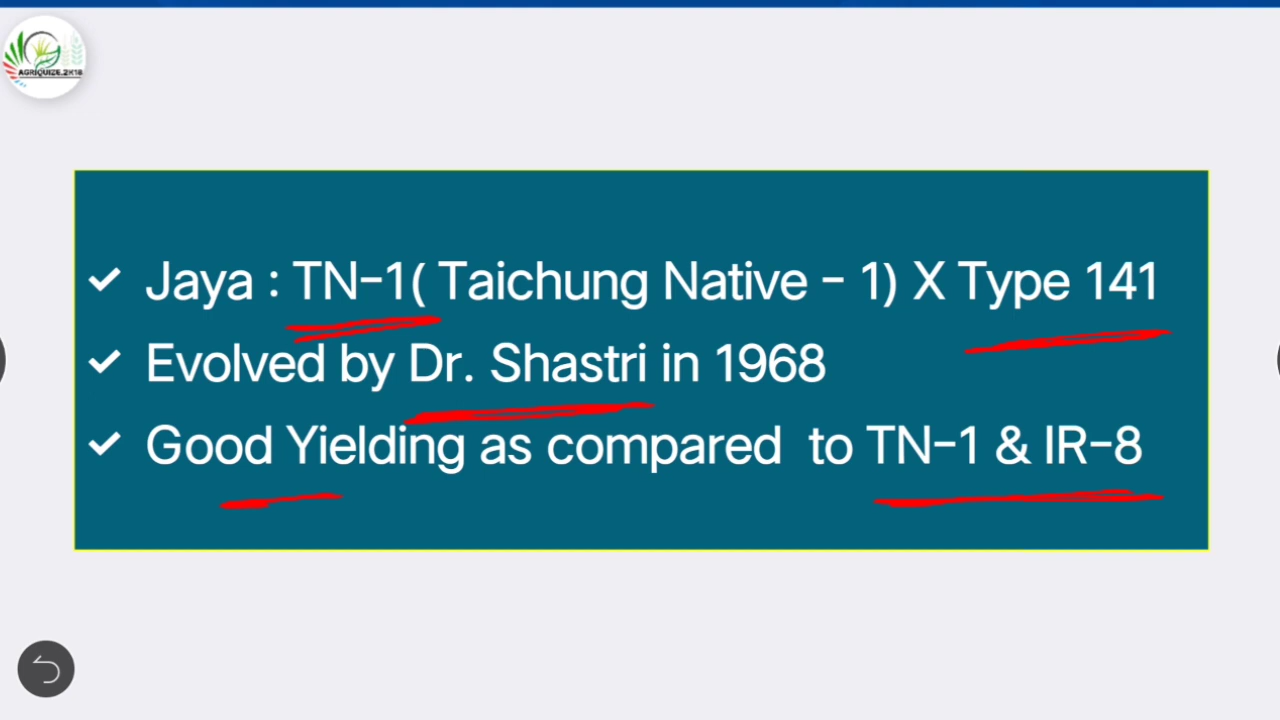 AGRIQUIZE.2K18
Jaya : TN-1( Taichung Native - 1) X Type 141
Evolved by Dr. Shastri in 1968
Good Yielding as compared to TN-1 & IR-8